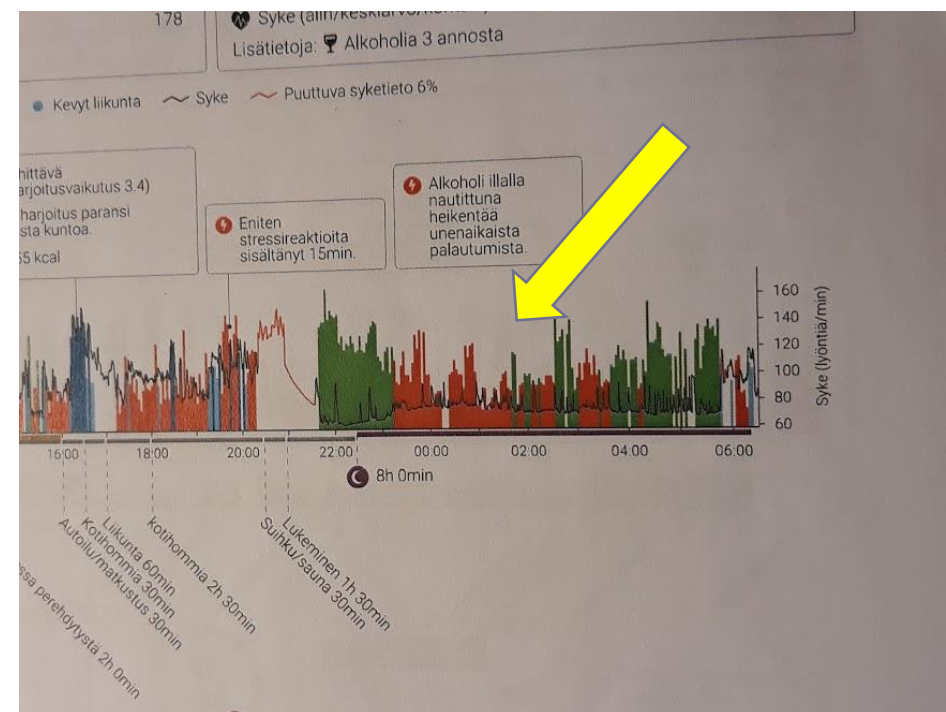 178
Syke
Lisätietoja: Alkoholia 3 annosta
Kevyt liikunta
Syke
Puuttuva syketieto 6%
3.4)
harjoitus paransi
kuntoa.
kcal
Eniten
stressireaktioita
sisältänyt 15min.
Alkoholi illalla
nautittuna
heikentää
unenaikaista
palautumista.
160
140
120
100
80
60
Syke (lyöntiä/min)
16:00
18:00
20:00
22:00
00:00
02:00
04:00
06:00
8h 0min
Autoilu/matkustus 30min
Kotihommia 30min
Liikunta 60min
kotihommia 2h 30min
Suihku/sauna 30min
Lukeminen 1h 30min
perehdytystä 2h 0min